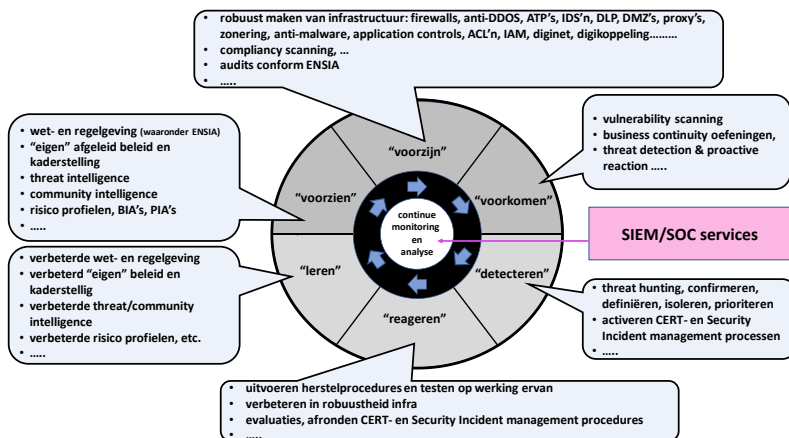 • robuust maken van infrastructuur: firewalls, anti-DDOS, ATP's, IDS'n, DLP, DMZ's, proxy's,
zonering, anti-malware, application controls, ACL'n, IAM, diginet, digikoppeling………
• compliancy scanning, …
• audits conform ENSIA
• …..
• wet- en regelgeving (waaronder ENSIA)
• “eigen” afgeleid beleid en
kaderstelling
• threat intelligence
• community intelligence
• risico profielen, BIA's, PIA's
• …..
“voorzijn”
• vulnerability scanning
• business continuity oefeningen,
• threat detection & proactive
reaction …..
“voorzien”
“voorkomen”
continue
monitoring
en
analyse
SIEM/SOC services
• verbeterde wet- en regelgeving
• verbeterd “eigen” beleid en
kaderstellig
• verbeterde threat/community
intelligence
• verbeterde risico profielen, etc.
• …..
“leren”
“detecteren”
“reageren”
• threat hunting, confirmeren,
definiëren, isoleren, prioriteren
• activeren CERT- en Security
Incident management processen
• …..
• uitvoeren herstelprocedures en testen op werking ervan
• verbeteren in robuustheid infra
• evaluaties, afronden CERT- en Security Incident management procedures
• …..